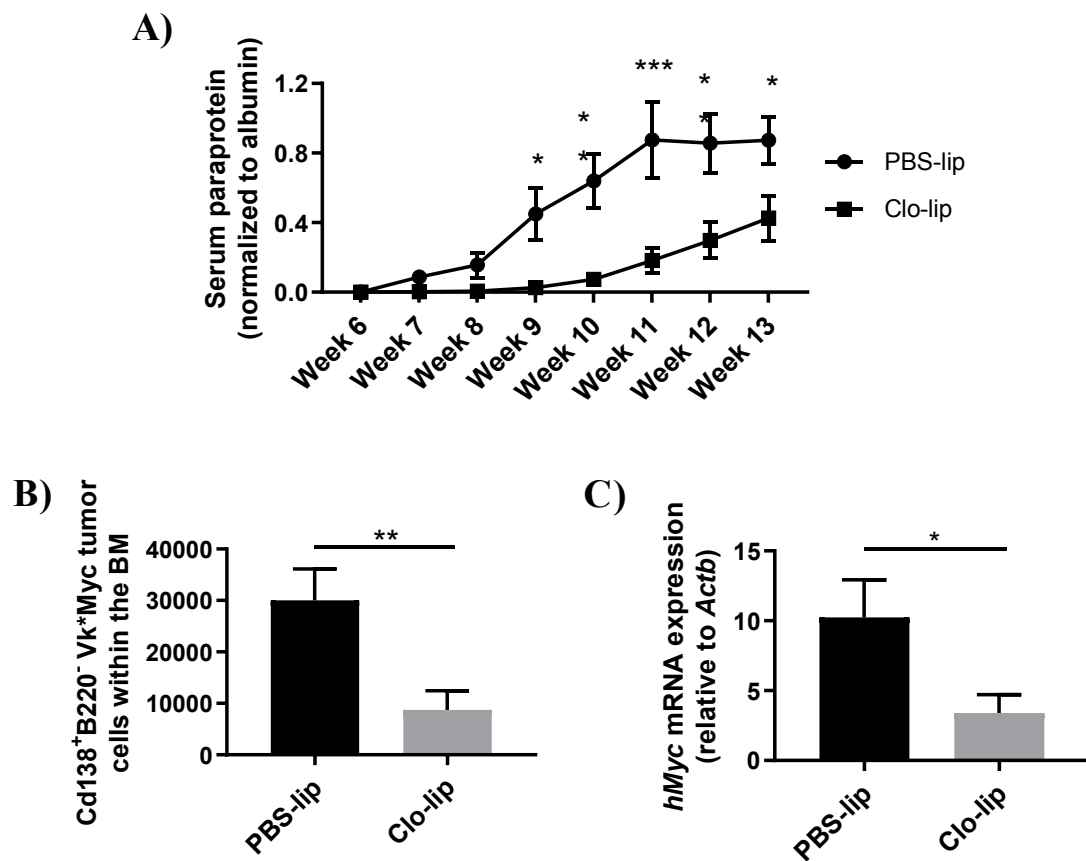 A)
Serum paraprotein
(normalized to albumin)
1.2
0.8
0.4
0.0
*
*
*
*
***
*
*
*
Week 6
Week 7
Week 8
Week 9
Week 10
Week 11
Week 12
Week 13
PBS-lip
Clo-lip
B)
Cd138⁺B220⁻ Vk*Myc tumor
cells within the BM
40000
30000
20000
10000
0
**
PBS-lip
Clo-lip
C)
hMyc mRNA expression
(relative to Actb)
15
10
5
0
*
PBS-lip
Clo-lip